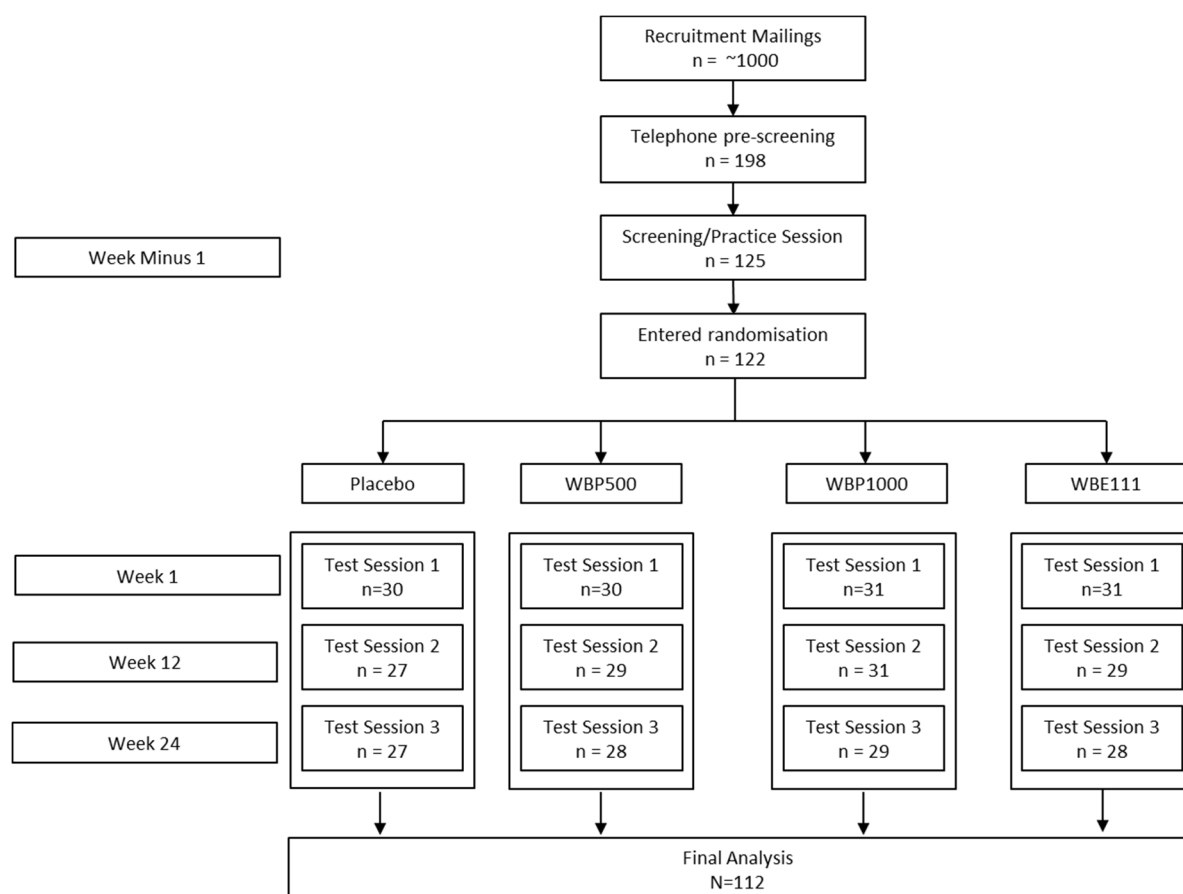 Recruitment Mailings
n = ~1000
Telephone pre-screening
n = 198
Screening/Practice Session
n = 125
Week Minus 1
Entered randomisation
n = 122
Placebo
WBP500
WBP1000
WBE111
Week 1
Test Session 1
n=30
Test Session 1
n=30
Test Session 1
n=31
Test Session 1
n=31
Week 12
Test Session 2
n = 27
Test Session 2
n = 29
Test Session 2
n = 31
Test Session 2
n = 29
Week 24
Test Session 3
n = 27
Test Session 3
n = 28
Test Session 3
n = 29
Test Session 3
n = 28
Final Analysis
N=112